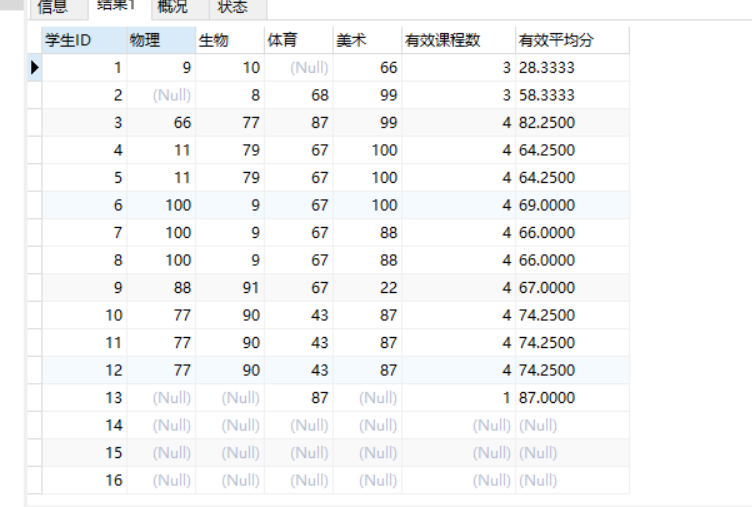 信息 结果1 概况 状态
学生ID 物理 生物 体育 美术 有效课程数 有效平均分
1 9 10 (Null) 66 3 28.3333
2 (Null) 8 68 99 3 58.3333
3 66 77 87 99 4 82.2500
4 11 79 67 100 4 64.2500
5 11 79 67 100 4 64.2500
6 100 9 67 100 4 69.0000
7 100 9 67 88 4 66.0000
8 100 9 67 88 4 66.0000
9 88 91 67 22 4 67.0000
10 77 90 43 87 4 74.2500
11 77 90 43 87 4 74.2500
12 77 90 43 87 4 74.2500
13 (Null) (Null) 87 (Null) 1 87.0000
14 (Null) (Null) (Null) (Null) (Null) (Null)
15 (Null) (Null) (Null) (Null) (Null) (Null)
16 (Null) (Null) (Null) (Null) (Null) (Null)